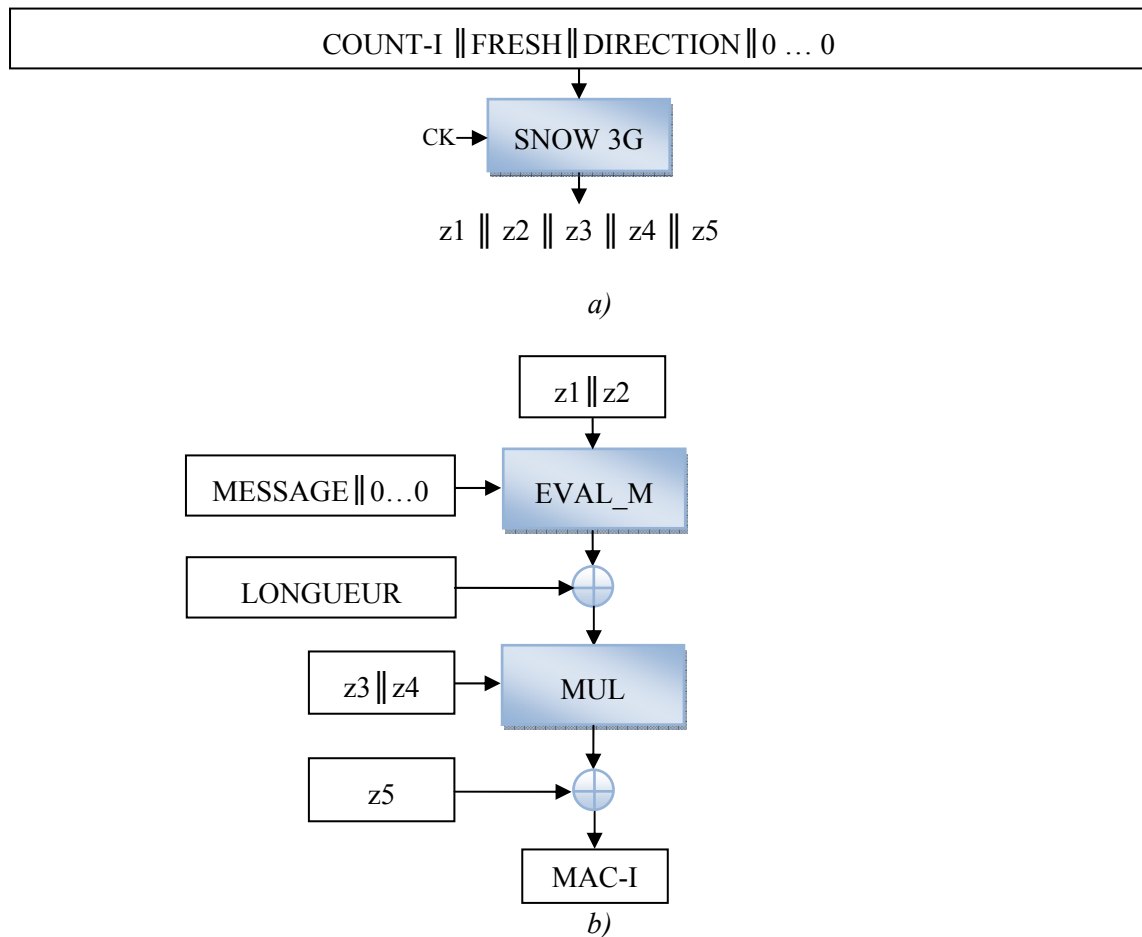 COUNT-I ‖ FRESH ‖ DIRECTION ‖ 0 … 0
CK
SNOW 3G
z1 ‖ z2 ‖ z3 ‖ z4 ‖ z5
a)
z1 ‖ z2
MESSAGE ‖ 0…0
EVAL_M
LONGUEUR
z3 ‖ z4
MUL
z5
MAC-I
b)